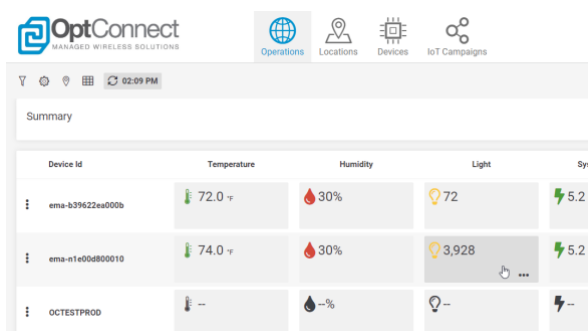 OptConnect
MANAGED WIRELESS SOLUTIONS
Operations Locations Devices IoT Campaigns
02:09 PM
Summary
Device Id Temperature Humidity Light Sy
ema-b39622ea000b 72.0 °F 30% 72 5.2
ema-n1e00d800010 74.0 °F 30% 3,928 5.2
OCTESTPROD -- --% -- --